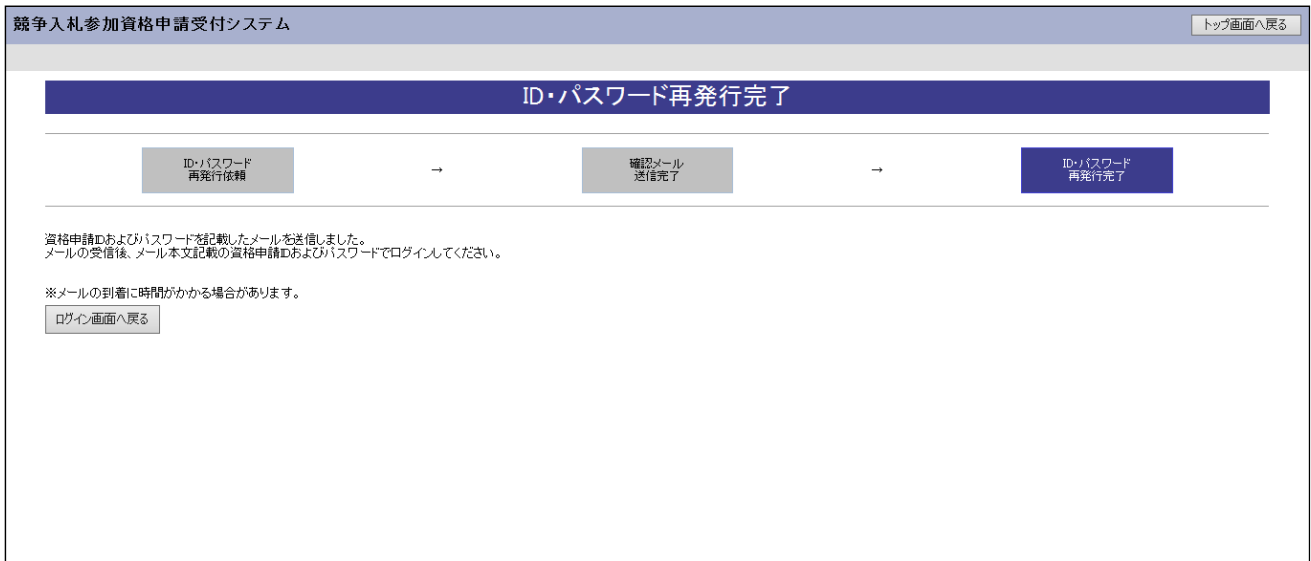 競争入札参加資格申請受付システム
トップ画面へ戻る
ID・パスワード再発行完了
ID・パスワード
再発行依頼
→
確認メール
送信完了
→
ID・パスワード
再発行完了
資格申請IDおよびパスワードを記載したメールを送信しました。
メールの受信後、メール本文記載の資格申請IDおよびパスワードでログインしてください。
※メールの到着に時間がかかる場合があります。
ログイン画面へ戻る